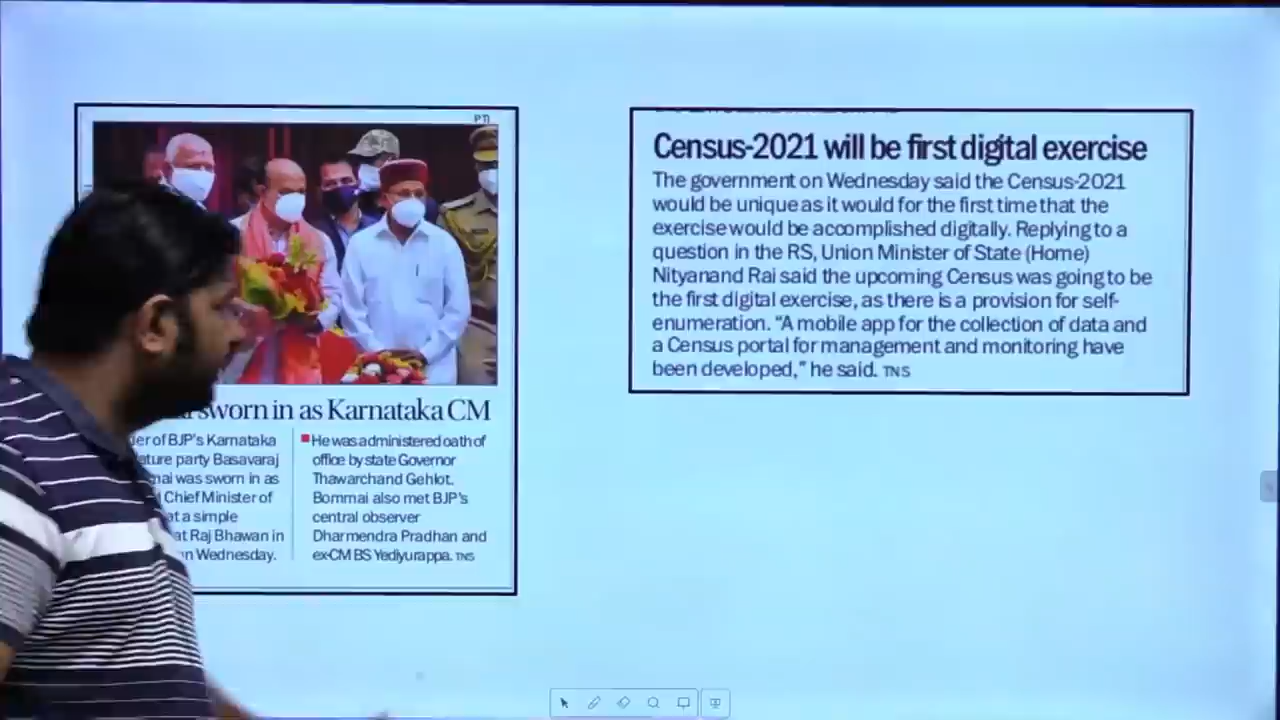 PTI
sworn in as Karnataka CM
of BJP's Karnataka
party Basavaraj
was sworn in as
Chief Minister of
at a simple
at Raj Bhawan in
Wednesday.
He was administered oath of
office by state Governor
Thawarchand Gehlot.
Bommai also met BJP's
central observer
Dharmendra Pradhan and
ex-CM BS Yediyurappa. TNS
Census-2021 will be first digital exercise
The government on Wednesday said the Census-2021
would be unique as it would for the first time that the
exercise would be accomplished digitally. Replying to a
question in the RS, Union Minister of State (Home)
Nityanand Rai said the upcoming Census was going to be
the first digital exercise, as there is a provision for self-
enumeration. “A mobile app for the collection of data and
a Census portal for management and monitoring have
been developed,” he said. TNS